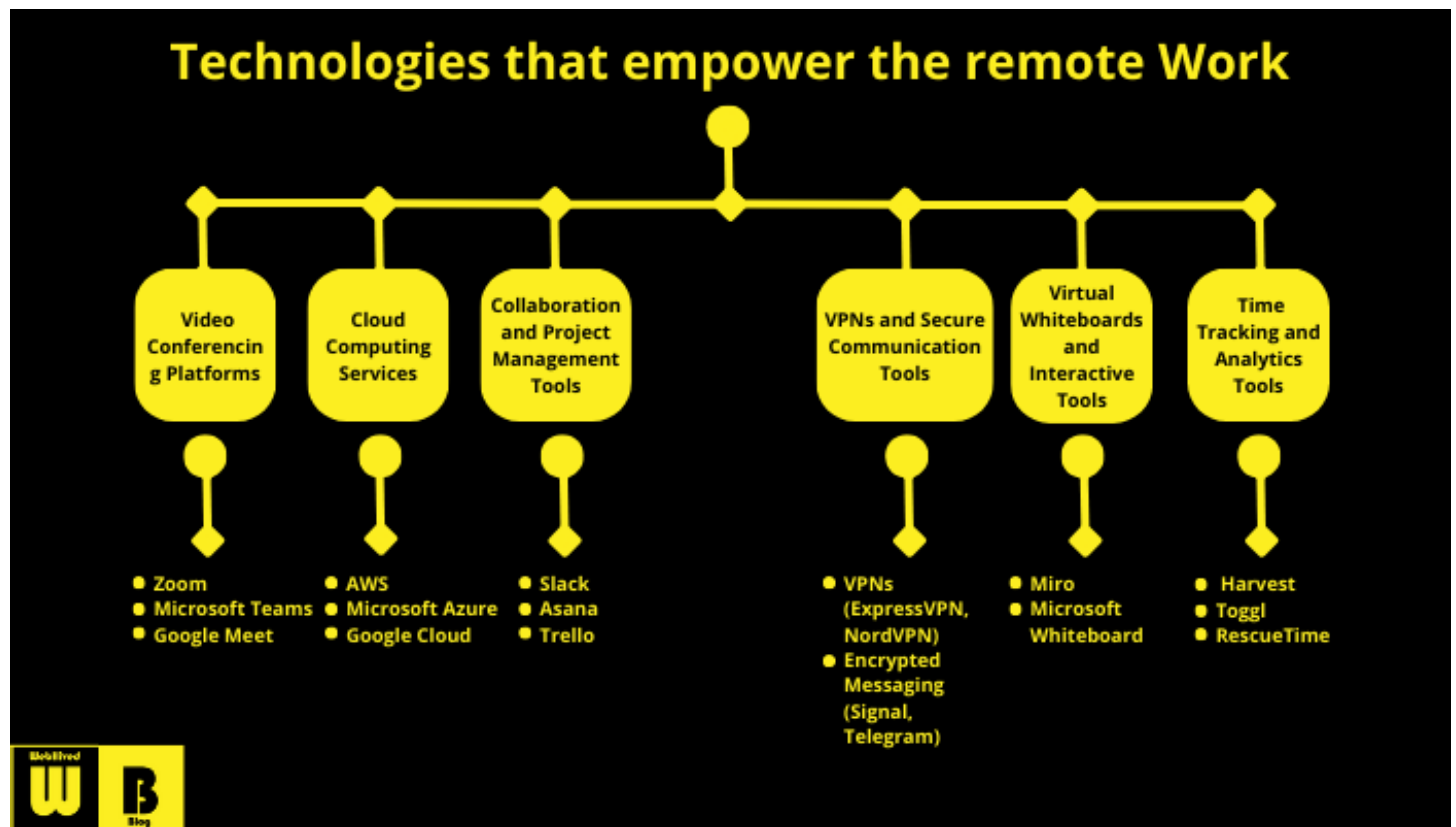 Technologies that empower the remote Work
Video
Conferencin
g Platforms
Cloud
Computing
Services
Collaboration
and Project
Management
Tools
VPNs and Secure
Communication
Tools
Virtual
Whiteboards
and
Interactive
Tools
Time
Tracking and
Analytics
Tools
Zoom
Microsoft Teams
Google Meet
AWS
Microsoft Azure
Google Cloud
Slack
Asana
Trello
VPNs
(ExpressVPN,
NordVPN)
Encrypted
Messaging
(Signal,
Telegram)
Miro
Microsoft
Whiteboard
Harvest
Toggl
RescueTime
W
B
Blog